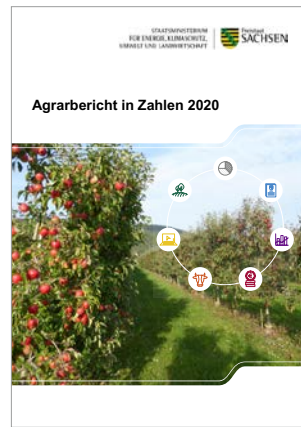 STAATSMINISTERIUM
FÜR ENERGIE, KLIMASCHUTZ,
UMWELT UND LANDWIRTSCHAFT
Freistaat
SACHSEN
Agrarbericht in Zahlen 2020